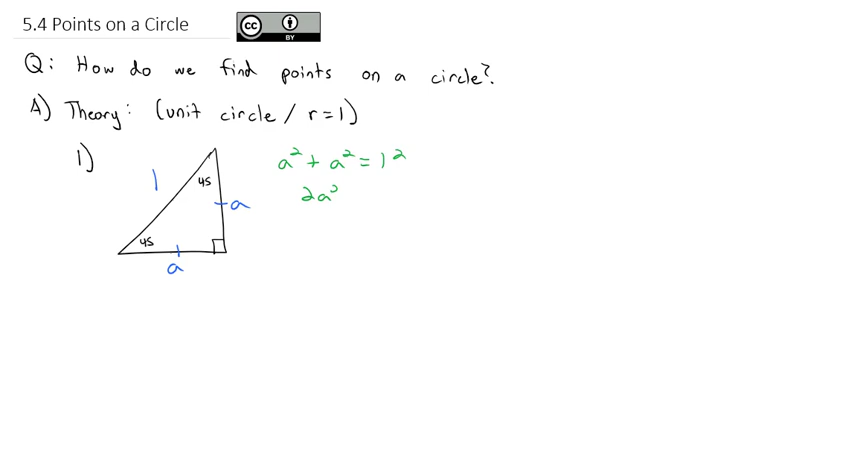 5.4 Points on a Circle
CC BY
Q: How do we find points on a circle?
A) Theory: (unit circle / r=1)
1)
1
45
a
45
a
a² + a² = 1²
2a²